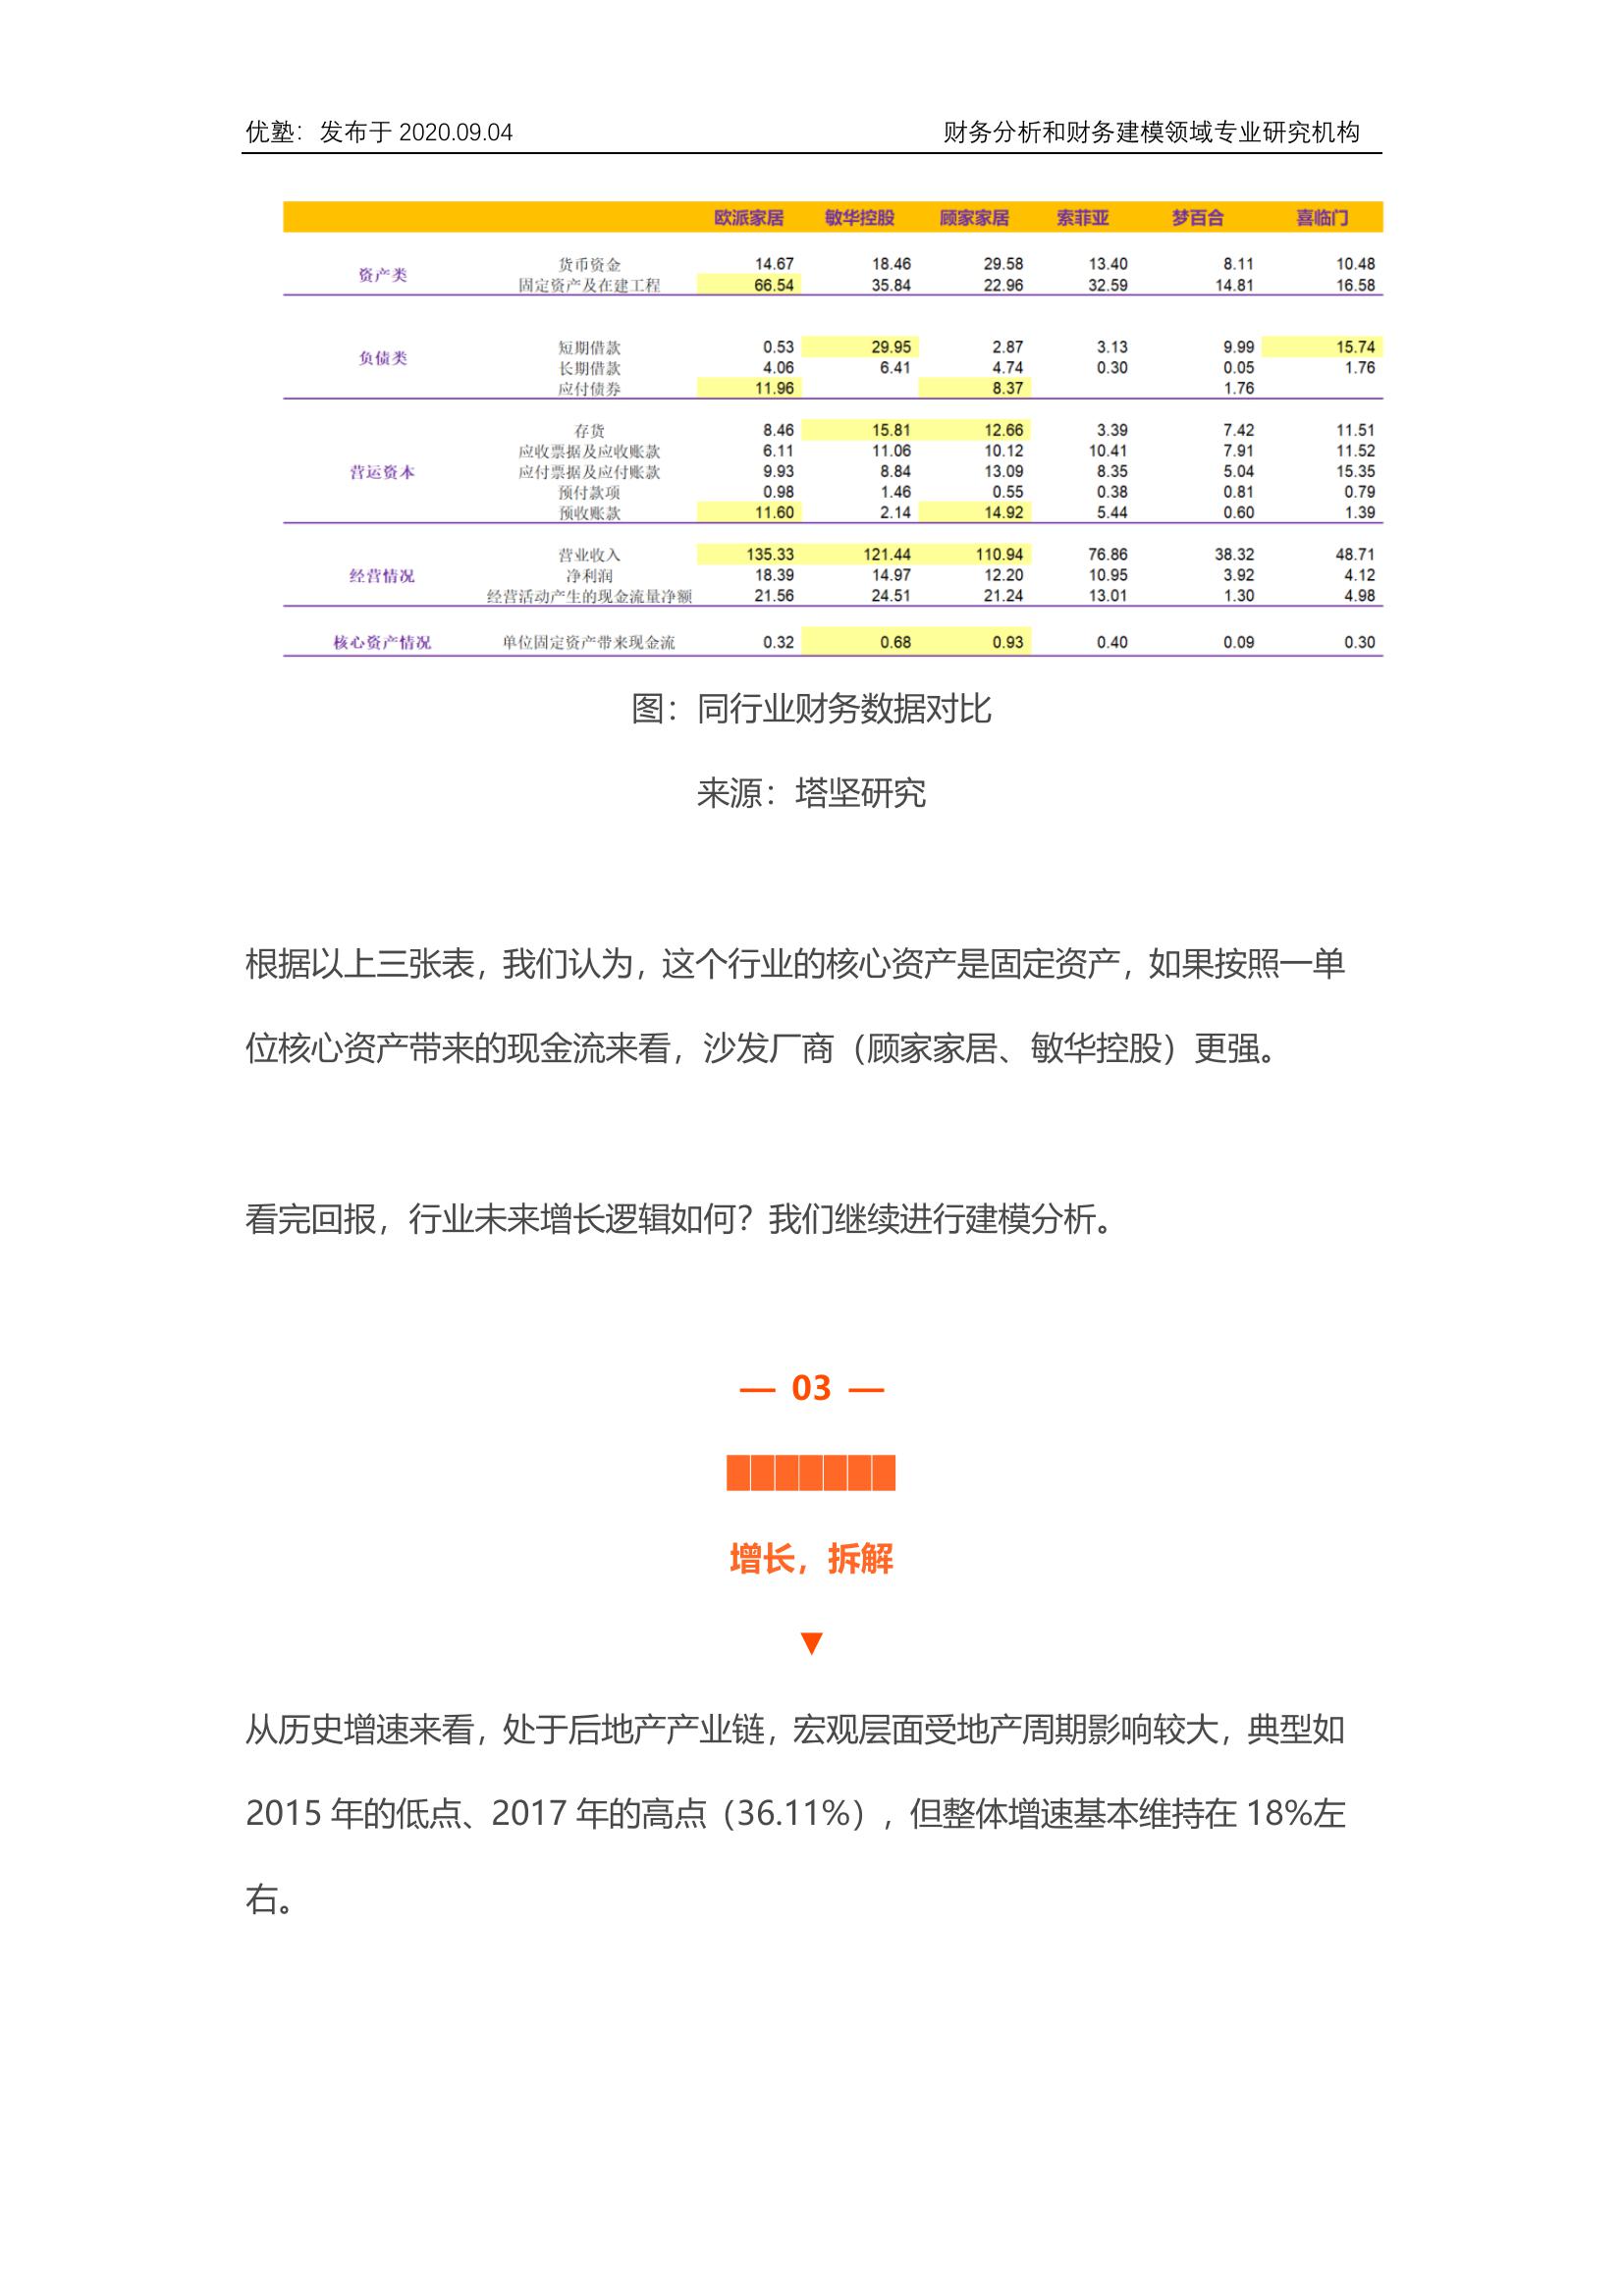 优塾：发布于 2020.09.04 财务分析和财务建模领域专业研究机构
欧派家居 敏华控股 顾家家居 索菲亚 梦百合 喜临门
资产类
货币资金 14.67 18.46 29.58 13.40 8.11 10.48
固定资产及在建工程 66.54 35.84 22.96 32.59 14.81 16.58
负债类
短期借款 0.53 29.95 2.87 3.13 9.99 15.74
长期借款 4.06 6.41 4.74 0.30 0.05 1.76
应付债券 11.96 8.37 1.76
营运资本
存货 8.46 15.81 12.66 3.39 7.42 11.51
应收票据及应收账款 6.11 11.06 10.12 10.41 7.91 11.52
应付票据及应付账款 9.93 8.84 13.09 8.35 5.04 15.35
预付款项 0.98 1.46 0.55 0.38 0.81 0.79
预收账款 11.60 2.14 14.92 5.44 0.60 1.39
经营情况
营业收入 135.33 121.44 110.94 76.86 38.32 48.71
净利润 18.39 14.97 12.20 10.95 3.92 4.12
经营活动产生的现金流量净额 21.56 24.51 21.24 13.01 1.30 4.98
核心资产情况 单位固定资产带来现金流 0.32 0.68 0.93 0.40 0.09 0.30
图：同行业财务数据对比
来源：塔坚研究
根据以上三张表，我们认为，这个行业的核心资产是固定资产，如果按照一单
位核心资产带来的现金流来看，沙发厂商（顾家家居、敏华控股）更强。
看完回报，行业未来增长逻辑如何？我们继续进行建模分析。
— 03 —
███████
增长，拆解
▼
从历史增速来看，处于后地产产业链，宏观层面受地产周期影响较大，典型如
2015 年的低点、2017 年的高点（36.11%），但整体增速基本维持在 18%左
右。